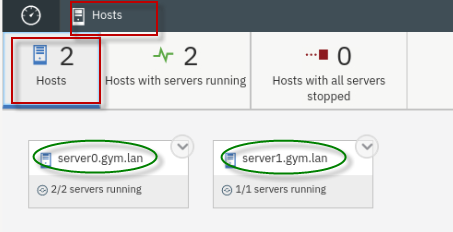 Hosts
2
Hosts
2
Hosts with servers running
0
Hosts with all servers
stopped
server0.gym.lan
2/2 servers running
server1.gym.lan
1/1 servers running